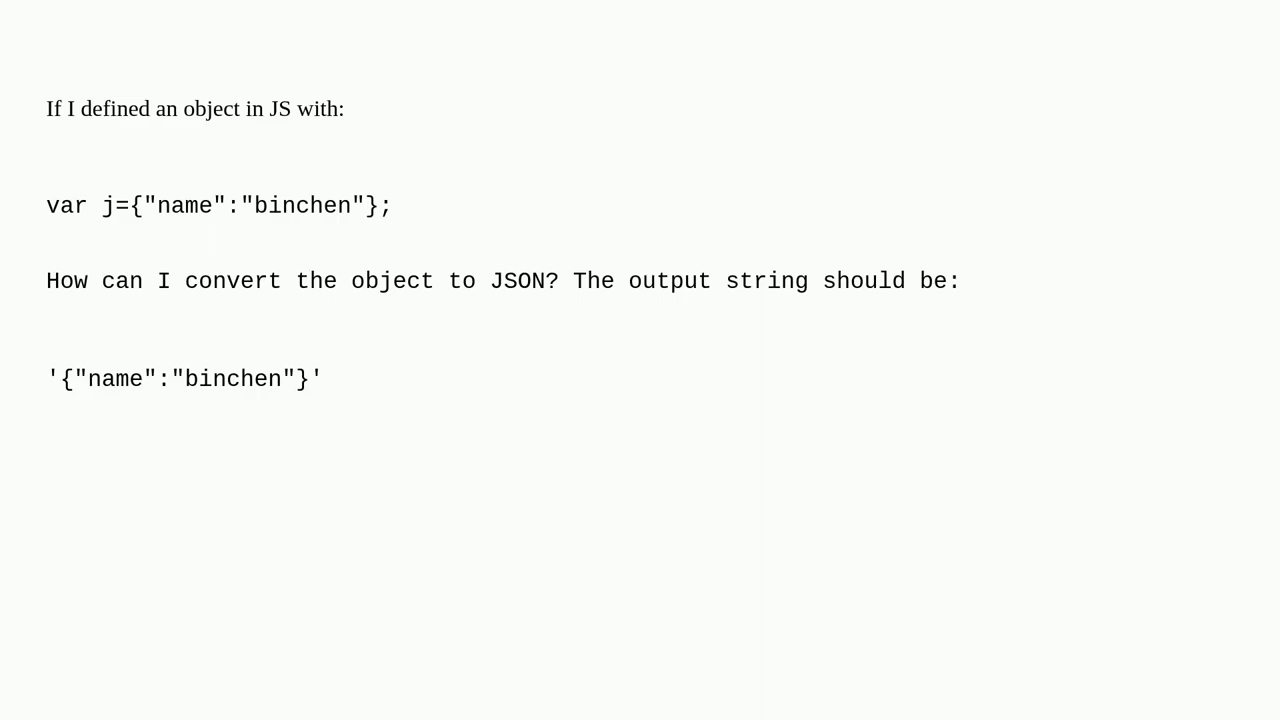 If I defined an object in JS with:
var j={"name":"binchen"};
How can I convert the object to JSON? The output string should be:
'{"name":"binchen"}'